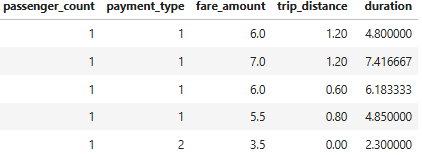 passenger_count payment_type fare_amount trip_distance duration
1 1 6.0 1.20 4.800000
1 1 7.0 1.20 7.416667
1 1 6.0 0.60 6.183333
1 1 5.5 0.80 4.850000
1 2 3.5 0.00 2.300000